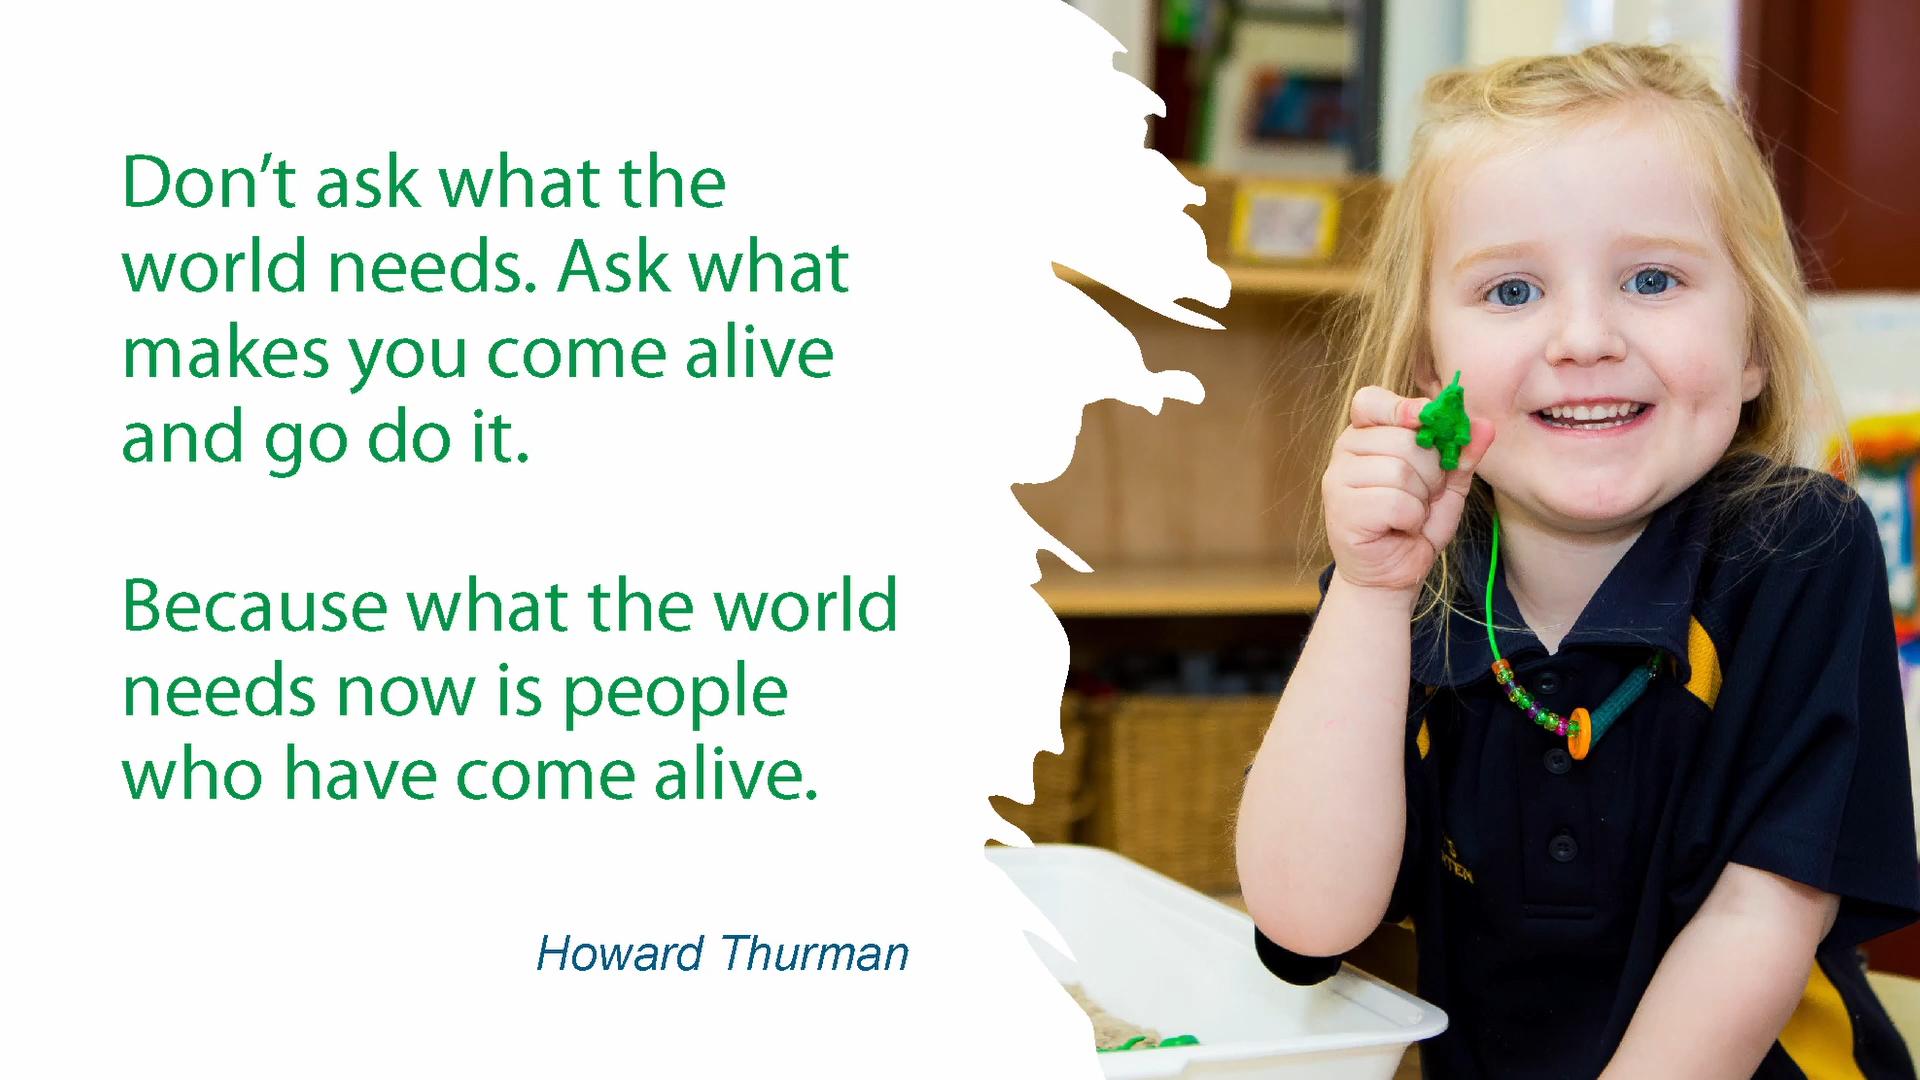 Don’t ask what the
world needs. Ask what
makes you come alive
and go do it.
Because what the world
needs now is people
who have come alive.
Howard Thurman